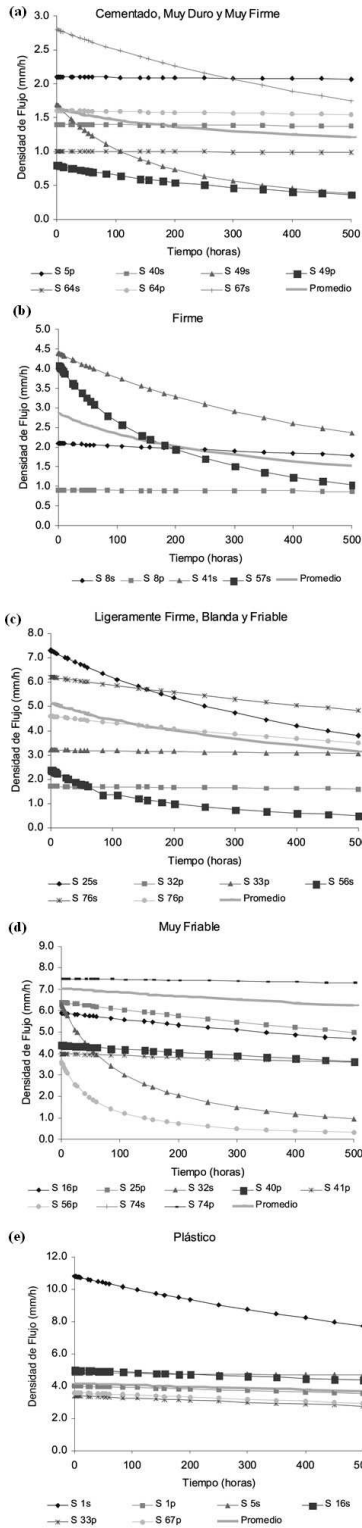 (a)
Cementado, Muy Duro y Muy Firme
Densidad de Flujo (mm/h)
3.0
2.5
2.0
1.5
1.0
0.5
0.0
0 100 200 300 400 500
Tiempo (horas)
S 5p S 40s S 49s S 49p
S 64s S 64p S 67s Promedio
(b)
Firme
Densidad de Flujo (mm/h)
5.0
4.5
4.0
3.5
3.0
2.5
2.0
1.5
1.0
0.5
0.0
0 100 200 300 400 500
Tiempo (horas)
S 8s S 8p S 41s S 57s Promedio
(c)
Ligeramente Firme, Blanda y Friable
Densidad de Flujo (mm/h)
8.0
7.0
6.0
5.0
4.0
3.0
2.0
1.0
0.0
0 100 200 300 400 500
Tiempo (horas)
S 25s S 32p S 33p S 56s
S 76s S 76p Promedio
(d)
Muy Friable
Densidad de Flujo (mm/h)
9.0
8.0
7.0
6.0
5.0
4.0
3.0
2.0
1.0
0.0
0 100 200 300 400 500
Tiempo (horas)
S 16p S 25p S 32s S 40p S 41p
S 56p S 74s S 74p Promedio
(e)
Plástico
Densidad de Flujo (mm/h)
12.0
10.0
8.0
6.0
4.0
2.0
0.0
0 100 200 300 400 500
Tiempo (horas)
S 1s S 1p S 5s S 16s
S 33p S 67p Promedio